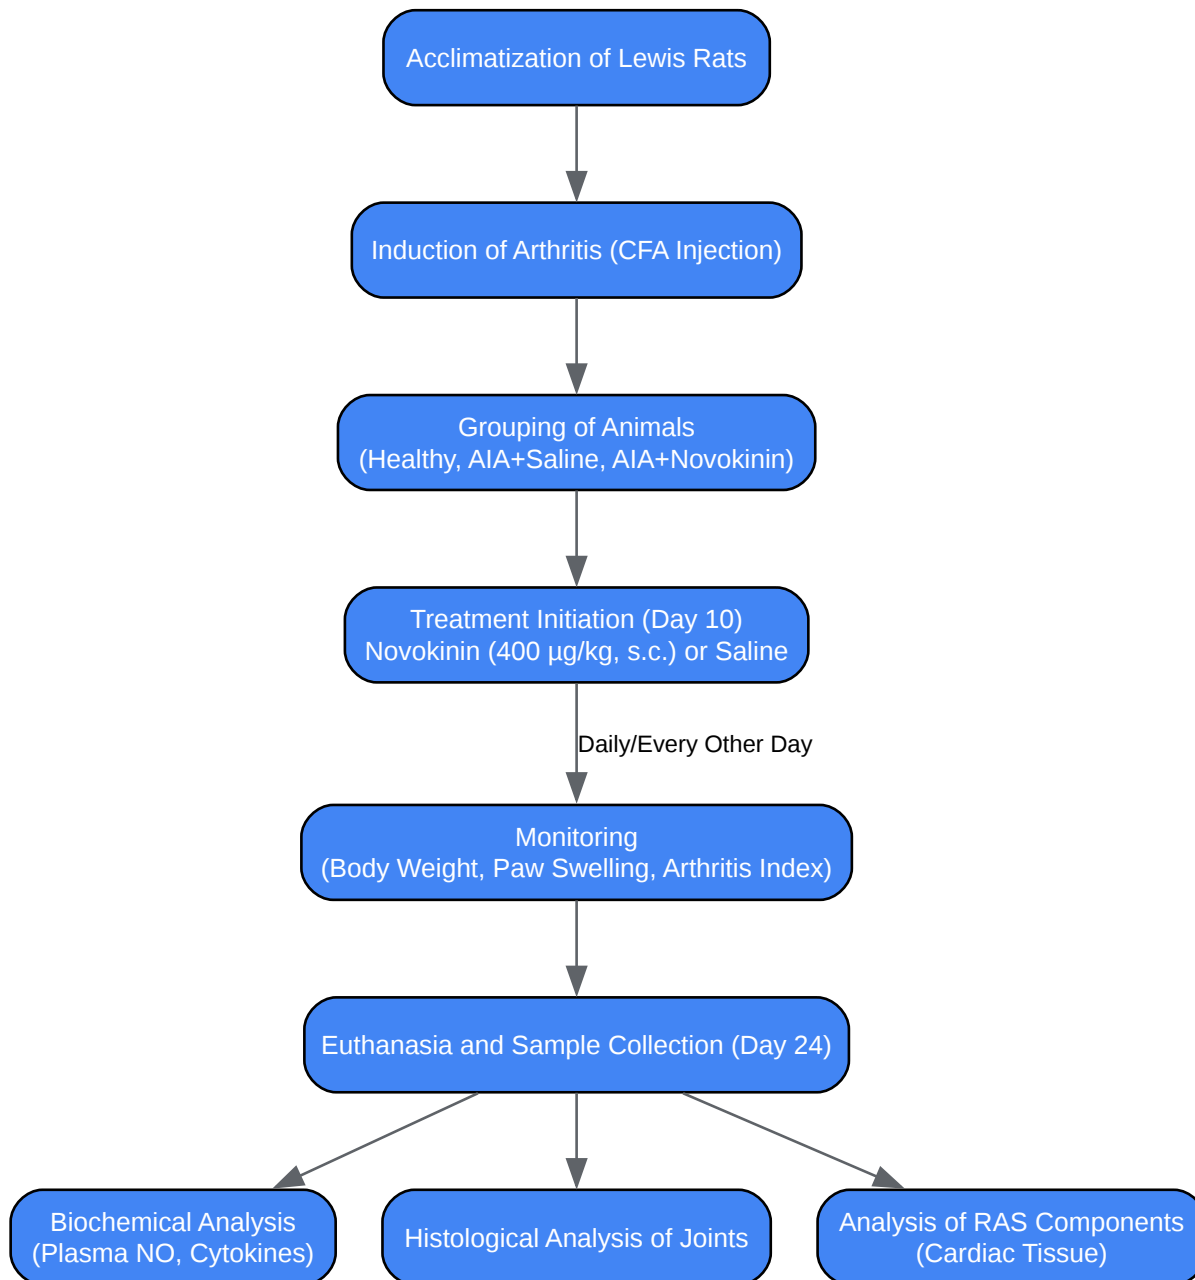 Acclimatization of Lewis Rats
Induction of Arthritis (CFA Injection)
Grouping of Animals
(Healthy, AIA+Saline, AIA+Novokinin)
Treatment Initiation (Day 10)
Novokinin (400 µg/kg, s.c.) or Saline
Daily/Every Other Day
Monitoring
(Body Weight, Paw Swelling, Arthritis Index)
Euthanasia and Sample Collection (Day 24)
Biochemical Analysis
(Plasma NO, Cytokines)
Histological Analysis of Joints
Analysis of RAS Components
(Cardiac Tissue)